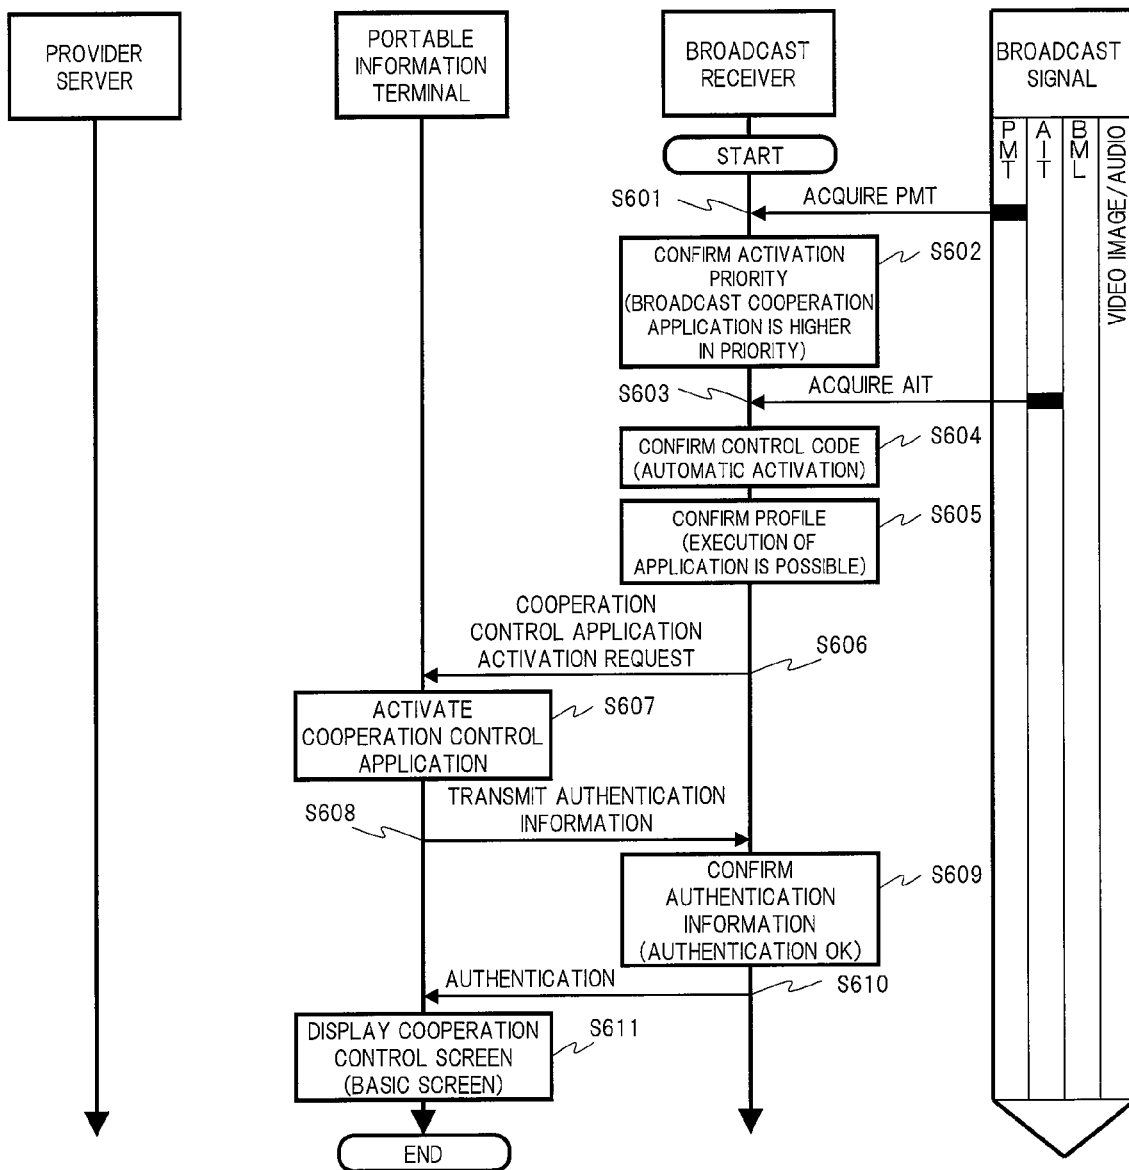 PROVIDER
SERVER
PORTABLE
INFORMATION
TERMINAL
BROADCAST
RECEIVER
BROADCAST
SIGNAL
PMT
AIT
BML
VIDEO IMAGE/AUDIO
START
S601
ACQUIRE PMT
CONFIRM ACTIVATION
PRIORITY
(BROADCAST COOPERATION
APPLICATION IS HIGHER
IN PRIORITY)
S602
S603
ACQUIRE AIT
CONFIRM CONTROL CODE
(AUTOMATIC ACTIVATION)
S604
CONFIRM PROFILE
(EXECUTION OF
APPLICATION IS POSSIBLE)
S605
COOPERATION
CONTROL APPLICATION
ACTIVATION REQUEST
S606
ACTIVATE
COOPERATION CONTROL
APPLICATION
S607
S608
TRANSMIT AUTHENTICATION
INFORMATION
CONFIRM
AUTHENTICATION
INFORMATION
(AUTHENTICATION OK)
S609
AUTHENTICATION
S610
DISPLAY COOPERATION
CONTROL SCREEN
(BASIC SCREEN)
S611
END